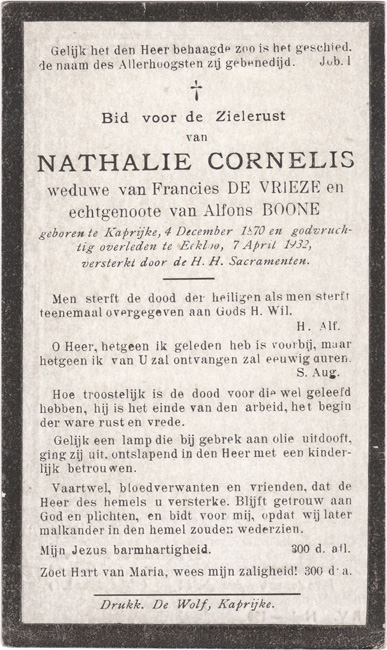 Gelijk het den Heer behaagde zoo is het geschied.
de naam des Allerhoogsten zij gebenedijd. Job. 1
Bid voor de Zielerust
van
NATHALIE CORNELIS
weduwe van Francies DE VRIEZE en
echtgenoote van Alfons BOONE
geboren te Kaprijke, 4 December 1870 en godvruch-
tig overleden te Eekloo, 7 April 1932,
versterkt door de H. H. Sacramenten.
Men sterft de dood der heiligen als men sterft
teenemaal overgegeven aan Gods H. Wil.
H. Alf.
O Heer, hetgeen ik geleden heb is voorbij, maar
hetgeen ik van U zal ontvangen zal eeuwig duren.
S. Aug.
Hoe troostelijk is de dood voor die wel geleefd
hebben, hij is het einde van den arbeid, het begin
der ware rust en vrede.
Gelijk een lamp die bij gebrek aan olie uitdooft,
ging zij uit, ontslapend in den Heer met een kinder-
lijk betrouwen.
Vaartwel, bloedverwanten en vrienden, dat de
Heer des hemels u versterke. Blijft getrouw aan
God en plichten, en bidt voor mij, opdat wij later
malkander in den hemel zouden wederzien.
Mijn Jezus barmhartigheid. 300 d. afl.
Zoet Hart van Maria, wees mijn zaligheid! 300 d a.
Drukk. De Wolf, Kaprijke.